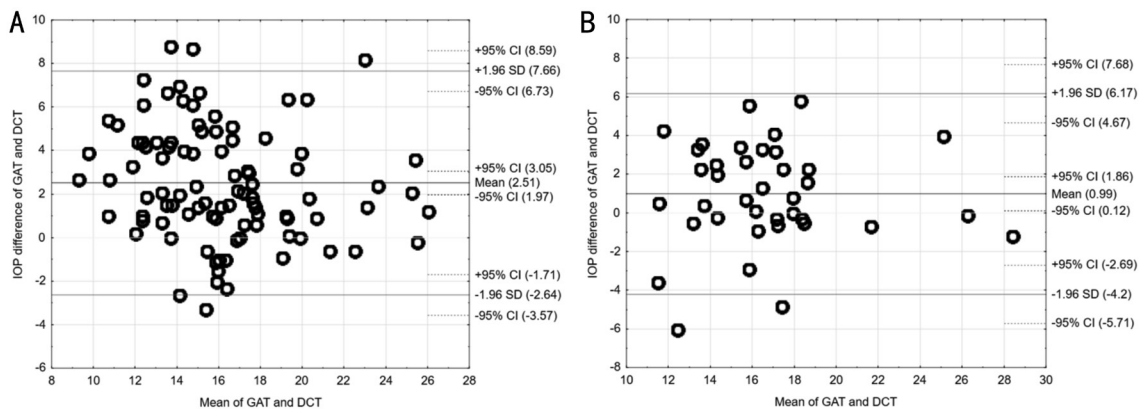 A
IOP difference of GAT and DCT
10
8
6
4
2
0
-2
-4
-6
8 10 12 14 16 18 20 22 24 26 28
Mean of GAT and DCT
+95% CI (8.59)
+1.96 SD (7.66)
-95% CI (6.73)
+95% CI (3.05)
Mean (2.51)
-95% CI (1.97)
+95% CI (-1.71)
-1.96 SD (-2.64)
-95% CI (-3.57)
B
IOP difference of GAT and DCT
10
8
6
4
2
0
-2
-4
-6
-8
10 12 14 16 18 20 22 24 26 28 30
Mean of GAT and DCT
+95% CI (7.68)
+1.96 SD (6.17)
-95% CI (4.67)
+95% CI (1.86)
Mean (0.99)
-95% CI (0.12)
+95% CI (-2.69)
-1.96 SD (-4.2)
-95% CI (-5.71)